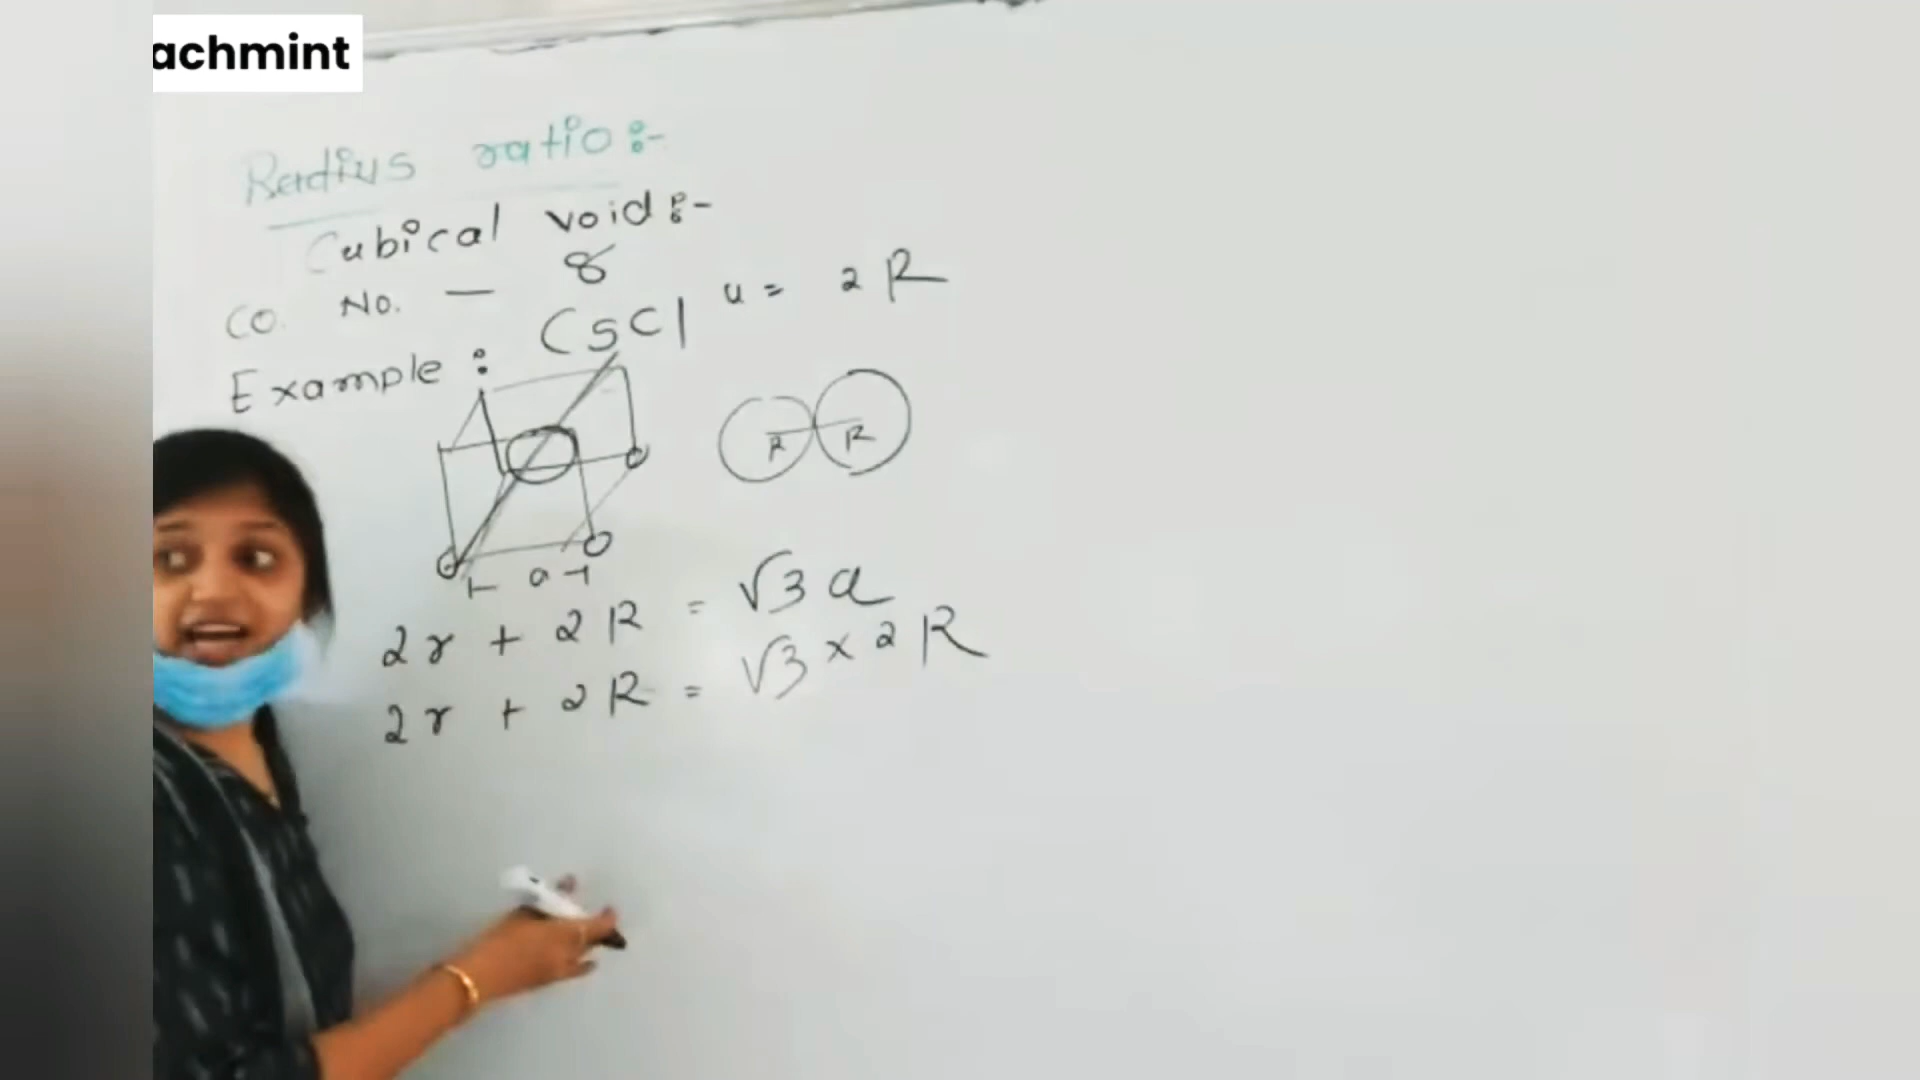 achmint
Radius ratio :-
Cubical void :-
CO. No. — 8
Example : CsCl
u = 2R
R R
a
2r + 2R = √3 a
2r + 2R = √3 x 2R